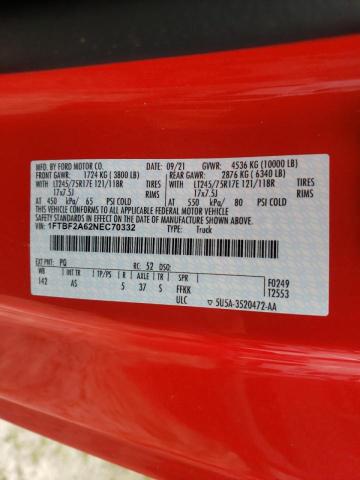 MFD. BY FORD MOTOR CO. 09/21 GVWR: 4536 KG (10000 LB)
FRONT GAWR: 1724 KG (3800 LB) REAR GAWR: 2876 KG (6340 LB)
WITH LT245/75R17E 121/118R TIRES WITH LT245/75R17E 121/118R TIRES
17x7.5J RIMS 17x7.5J RIMS
AT 450 kPa/ 65 PSI COLD AT 550 kPa/ 80 PSI COLD
THIS VEHICLE CONFORMS TO ALL APPLICABLE FEDERAL MOTOR VEHICLE
SAFETY STANDARDS IN EFFECT ON THE DATE OF MANUFACTURE SHOWN ABOVE.
VIN: 1FTBF2A62NEC70332 TYPE: Truck
EXT PNT: PQ RC: 52 DSO:
WB INT TR TP/PS R AXLE TR SPR F0249
142 AS 5 37 S FFKK T2553
ULC 5U5A-3520472-AA